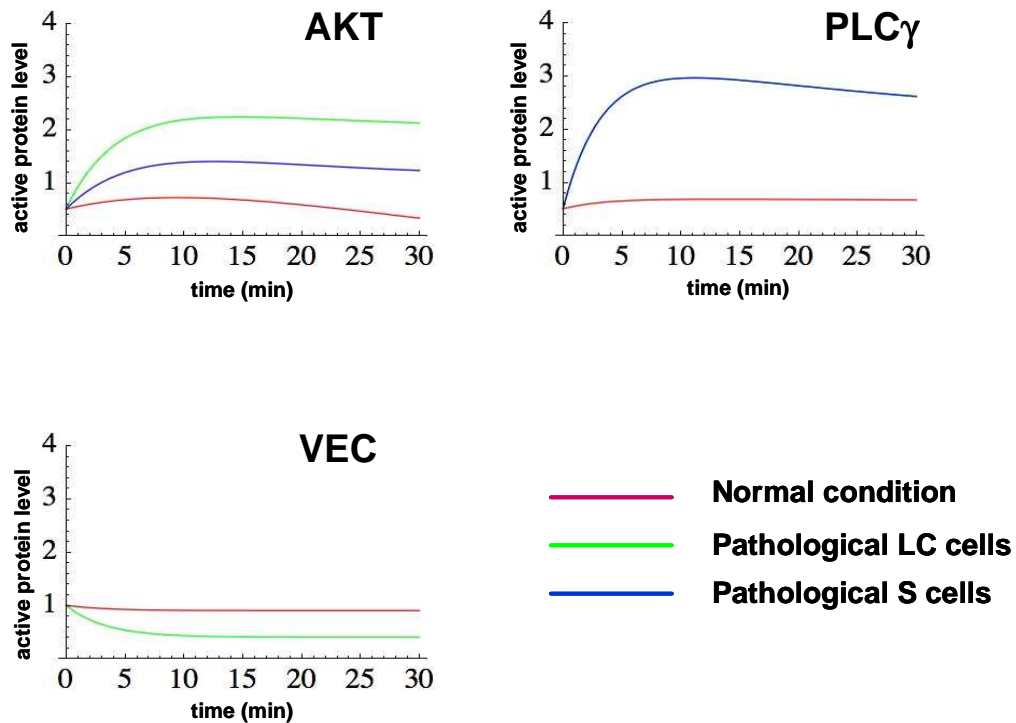 AKT
4
3
2
1
active protein level
0 5 10 15 20 25 30
time (min)
PLCγ
4
3
2
1
active protein level
0 5 10 15 20 25 30
time (min)
VEC
4
3
2
1
active protein level
0 5 10 15 20 25 30
time (min)
Normal condition
Pathological LC cells
Pathological S cells